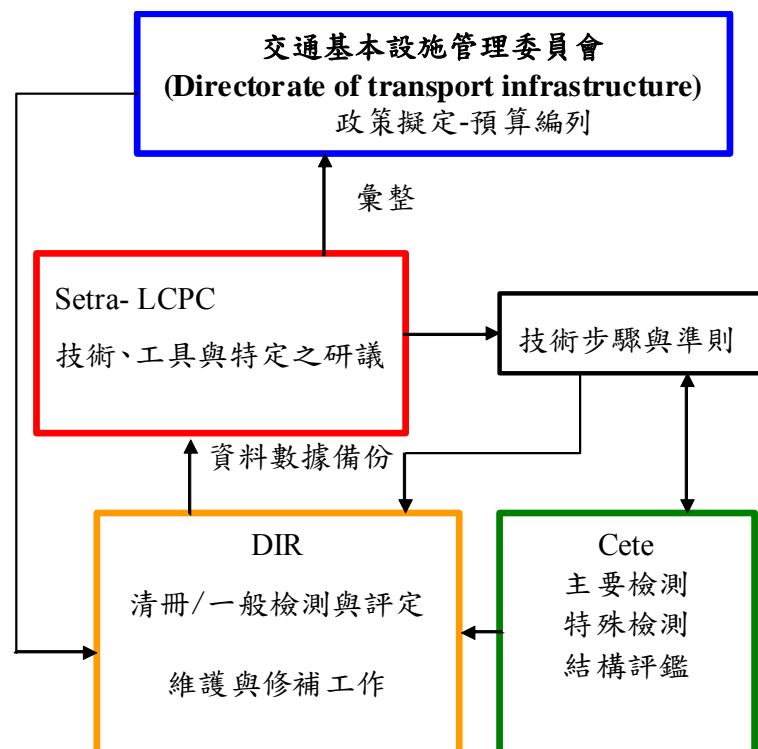 交通基本設施管理委員會
(Directorate of transport infrastructure)
政策擬定-預算編列
彙整
Setra- LCPC
技術、工具與特定之研議
技術步驟與準則
資料數據備份
DIR
清冊/一般檢測與評定
維護與修補工作
Cete
主要檢測
特殊檢測
結構評鑑